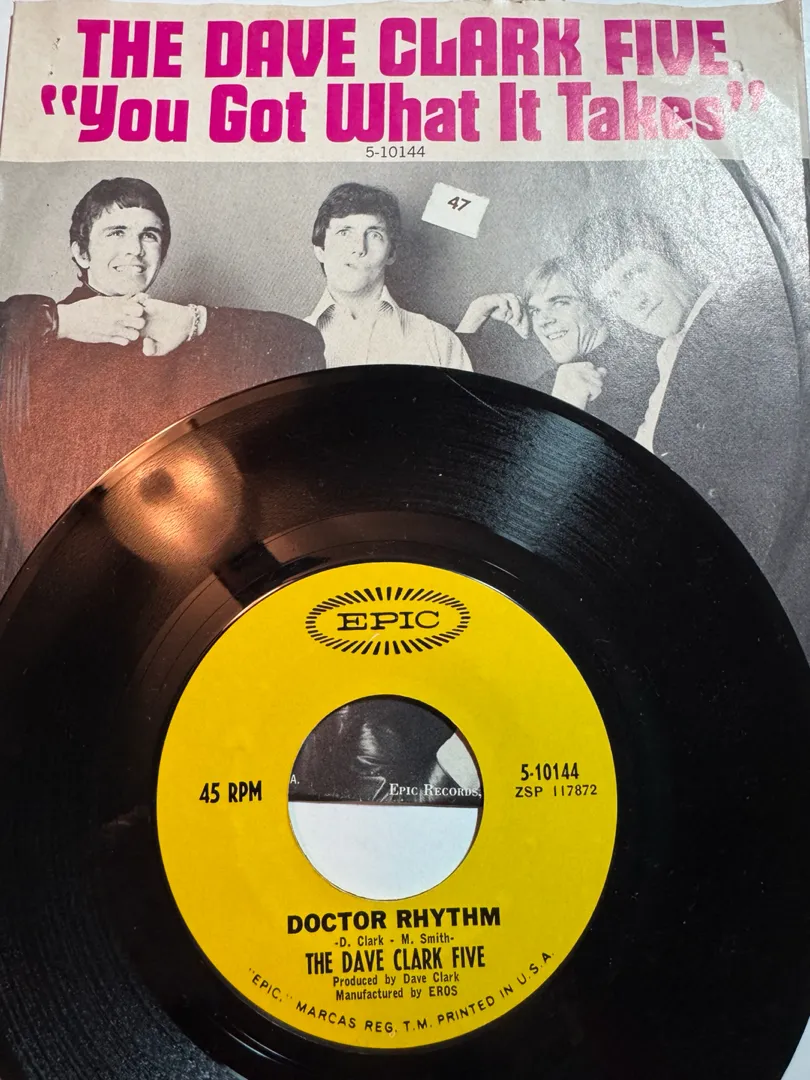 THE DAVE CLARK FIVE
"You Got What It Takes"
5-10144
47
EPIC
A.
EPIC RECORDS,
45 RPM
5-10144
ZSP 117872
DOCTOR RHYTHM
-D. Clark - M. Smith-
THE DAVE CLARK FIVE
Produced by Dave Clark
Manufactured by EROS
"EPIC," MARCAS REG. T.M. PRINTED IN U.S.A.